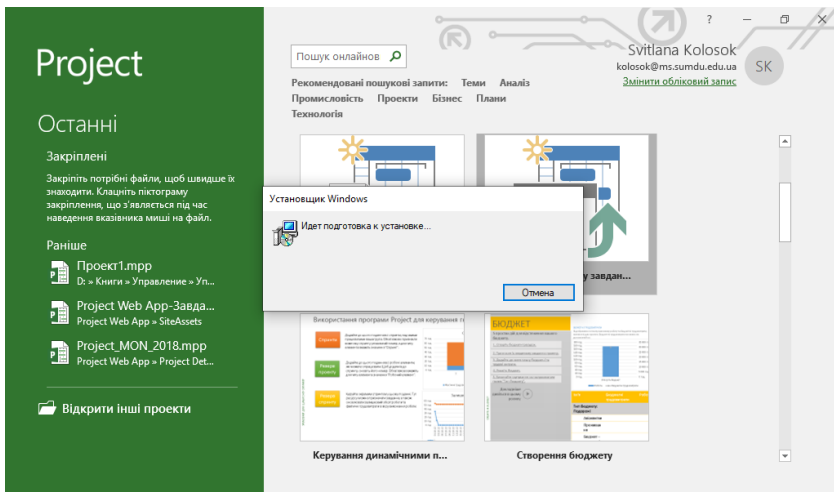 Project
Останні
Закріплені
Закріпіть потрібні файли, щоб швидше їх
знаходити. Клацніть піктограму
закріплення, що з'являється під час
наведення вказівника миші на файл.
Раніше
Проект1.mpp
D: » Книги » Управление » Уп...
Project Web App-Завда...
Project Web App » SiteAssets
Project_MON_2018.mpp
Project Web App » Project Det...
Відкрити інші проекти
?
Svitlana Kolosok
kolosok@ms.sumdu.edu.ua
SK
Змінити обліковий запис
Пошук онлайнов
Рекомендовані пошукові запити: Теми Аналіз
Промисловість Проекти Бізнес Плани
Технологія
Установщик Windows
Идет подготовка к установке...
Отмена
у завдан...
Використання програми Project для керування
БЮДЖЕТ
Керування динамічними п...
Створення бюджету